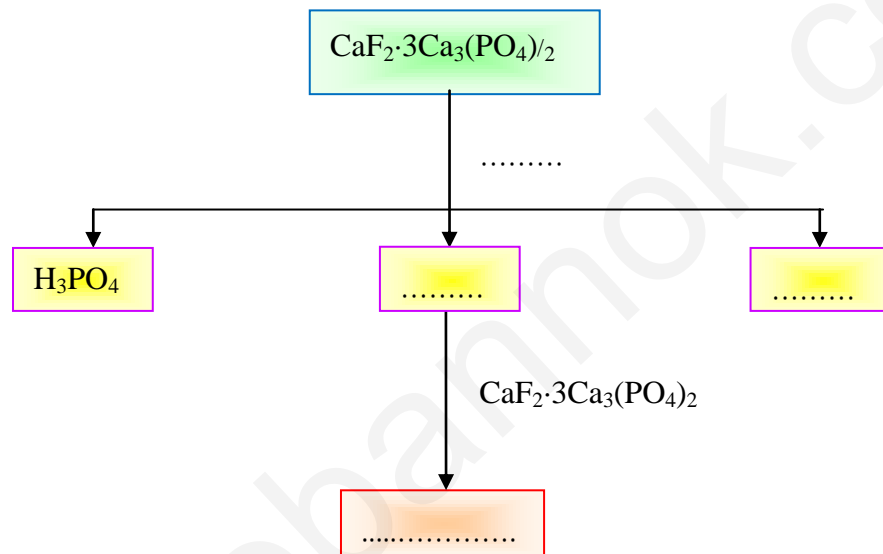 CaF₂·3Ca₃(PO₄)/₂
………
H₃PO₄
………
………
CaF₂·3Ca₃(PO₄)₂
.....………….